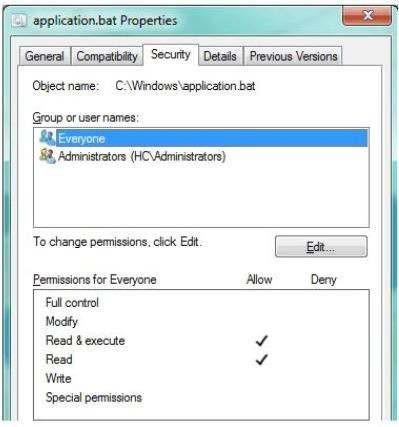 application.bat Properties
General Compatibility Security Details Previous Versions
Object name: C:\Windows\application.bat
Group or user names:
Everyone
Administrators (HC\Administrators)
To change permissions, click Edit.
Edit...
Permissions for Everyone Allow Deny
Full control
Modify
Read & execute
Read
Write
Special permissions